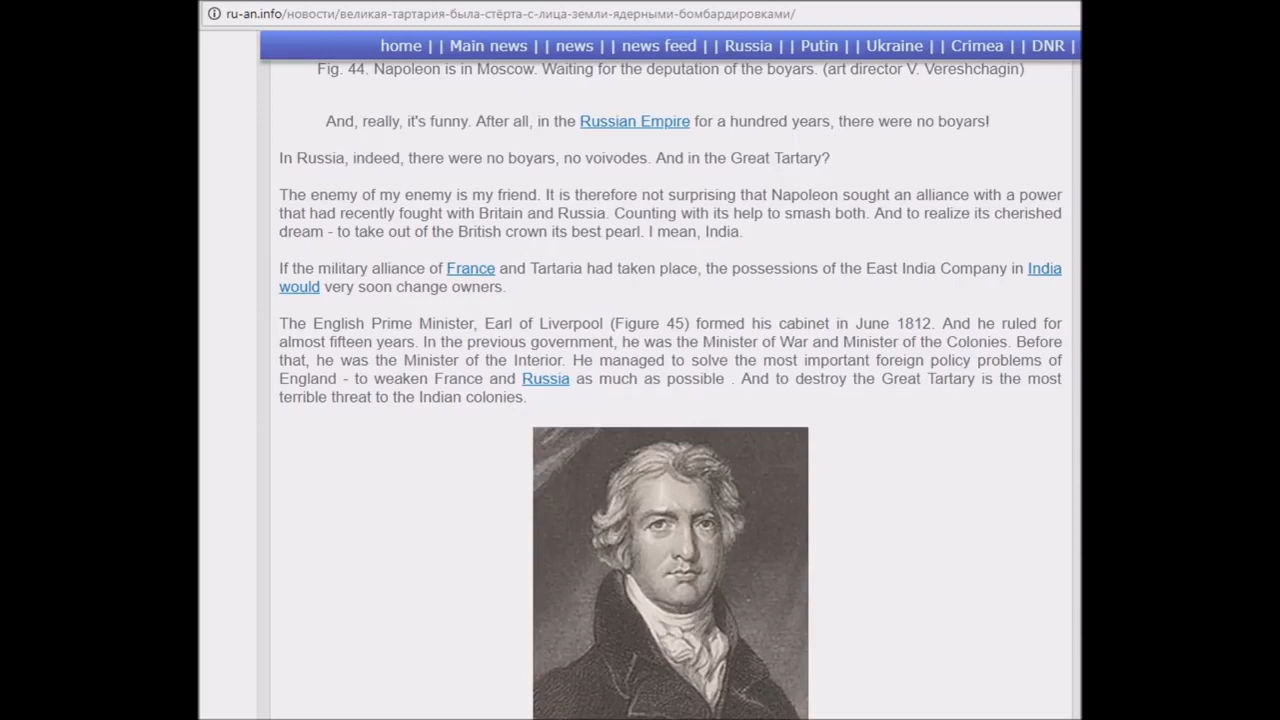 ru-an.info/новости/великая-тартария-была-стёрта-с-лица-земли-ядерными-бомбардировками/
home | | Main news | | news | | news feed | | Russia | | Putin | | Ukraine | | Crimea | | DNR |
Fig. 44. Napoleon is in Moscow. Waiting for the deputation of the boyars. (art director V. Vereshchagin)
And, really, it's funny. After all, in the Russian Empire for a hundred years, there were no boyars!
In Russia, indeed, there were no boyars, no voivodes. And in the Great Tartary?
The enemy of my enemy is my friend. It is therefore not surprising that Napoleon sought an alliance with a power
that had recently fought with Britain and Russia. Counting with its help to smash both. And to realize its cherished
dream - to take out of the British crown its best pearl. I mean, India.
If the military alliance of France and Tartaria had taken place, the possessions of the East India Company in India
would very soon change owners.
The English Prime Minister, Earl of Liverpool (Figure 45) formed his cabinet in June 1812. And he ruled for
almost fifteen years. In the previous government, he was the Minister of War and Minister of the Colonies. Before
that, he was the Minister of the Interior. He managed to solve the most important foreign policy problems of
England - to weaken France and Russia as much as possible . And to destroy the Great Tartary is the most
terrible threat to the Indian colonies.